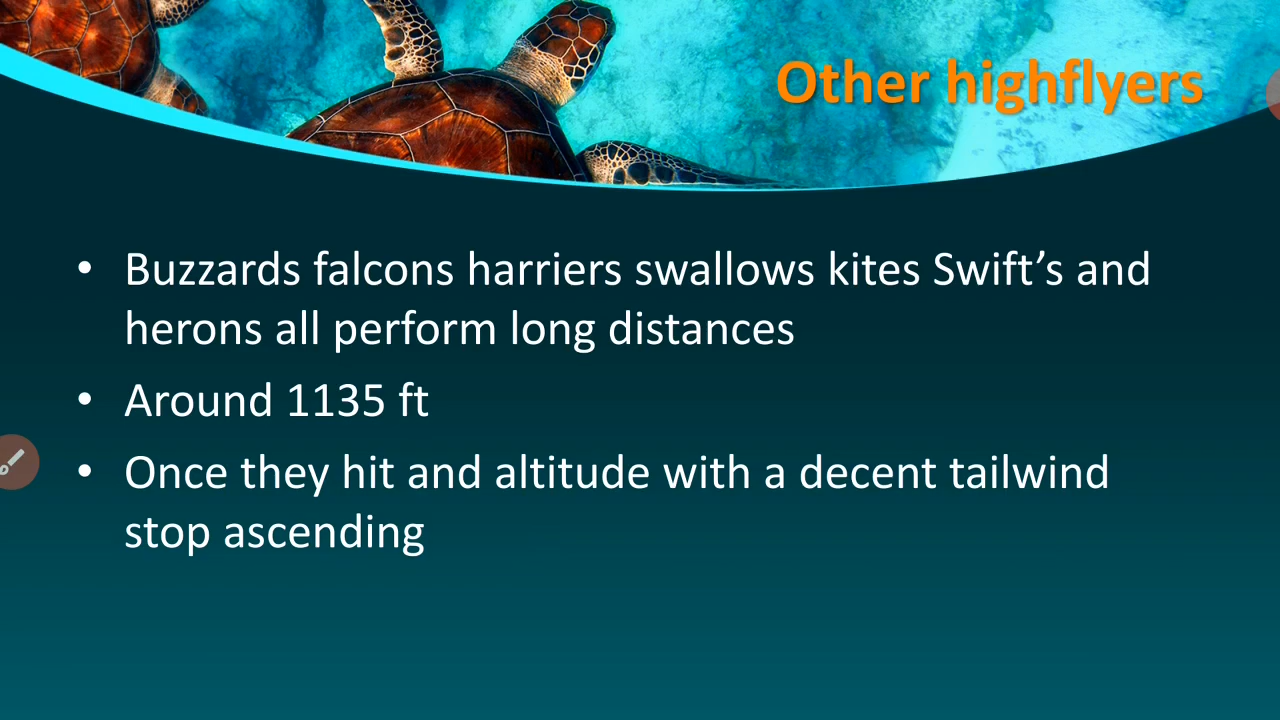 Other highflyers
• Buzzards falcons harriers swallows kites Swift’s and
herons all perform long distances
• Around 1135 ft
• Once they hit and altitude with a decent tailwind
stop ascending